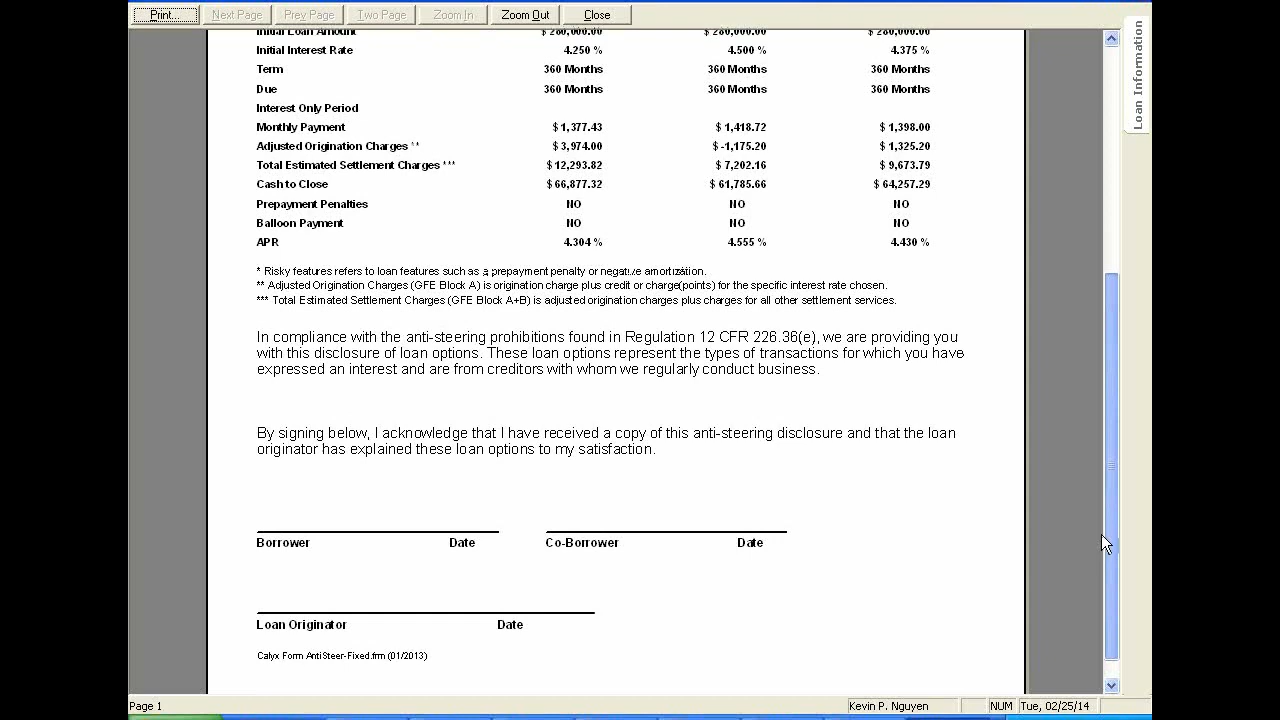 Print... Next Page Prev Page Two Page Zoom In Zoom Out Close
Loan Information
Initial Loan Amount $ 280,000.00 $ 280,000.00 $ 280,000.00
Initial Interest Rate 4.250 % 4.500 % 4.375 %
Term 360 Months 360 Months 360 Months
Due 360 Months 360 Months 360 Months
Interest Only Period
Monthly Payment $ 1,377.43 $ 1,418.72 $ 1,398.00
Adjusted Origination Charges ** $ 3,974.00 $ -1,175.20 $ 1,325.20
Total Estimated Settlement Charges *** $ 12,293.82 $ 7,202.16 $ 9,673.79
Cash to Close $ 66,877.32 $ 61,785.66 $ 64,257.29
Prepayment Penalties NO NO NO
Balloon Payment NO NO NO
APR 4.304 % 4.555 % 4.430 %
* Risky features refers to loan features such as a prepayment penalty or negative amortization.
** Adjusted Origination Charges (GFE Block A) is origination charge plus credit or charge(points) for the specific interest rate chosen.
*** Total Estimated Settlement Charges (GFE Block A+B) is adjusted origination charges plus charges for all other settlement services.
In compliance with the anti-steering prohibitions found in Regulation 12 CFR 226.36(e), we are providing you
with this disclosure of loan options. These loan options represent the types of transactions for which you have
expressed an interest and are from creditors with whom we regularly conduct business.
By signing below, I acknowledge that I have received a copy of this anti-steering disclosure and that the loan
originator has explained these loan options to my satisfaction.
Borrower Date Co-Borrower Date
Loan Originator Date
Calyx Form AntiSteer-Fixed.frm (01/2013)
Page 1 Kevin P. Nguyen NUM Tue, 02/25/14